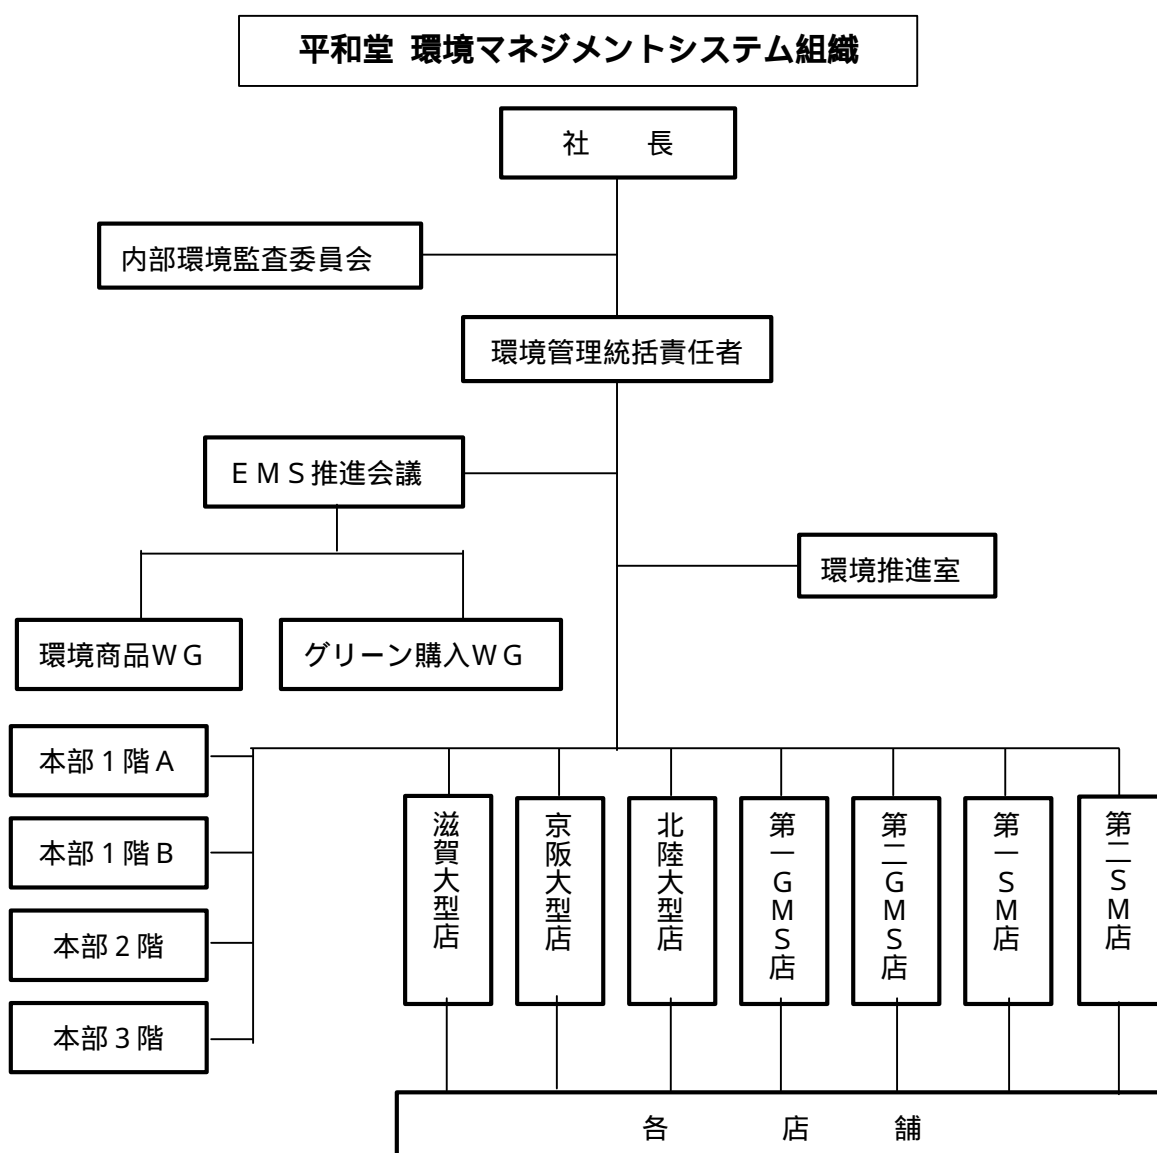 平和堂 環境マネジメントシステム組織
社 長
内部環境監査委員会
環境管理統括責任者
ＥＭＳ推進会議
環境推進室
環境商品ＷＧ
グリーン購入ＷＧ
本部１階Ａ
本部１階Ｂ
本部２階
本部３階
滋賀大型店
京阪大型店
北陸大型店
第一ＧＭＳ店
第二ＧＭＳ店
第一ＳＭ店
第二ＳＭ店
各 店 舗